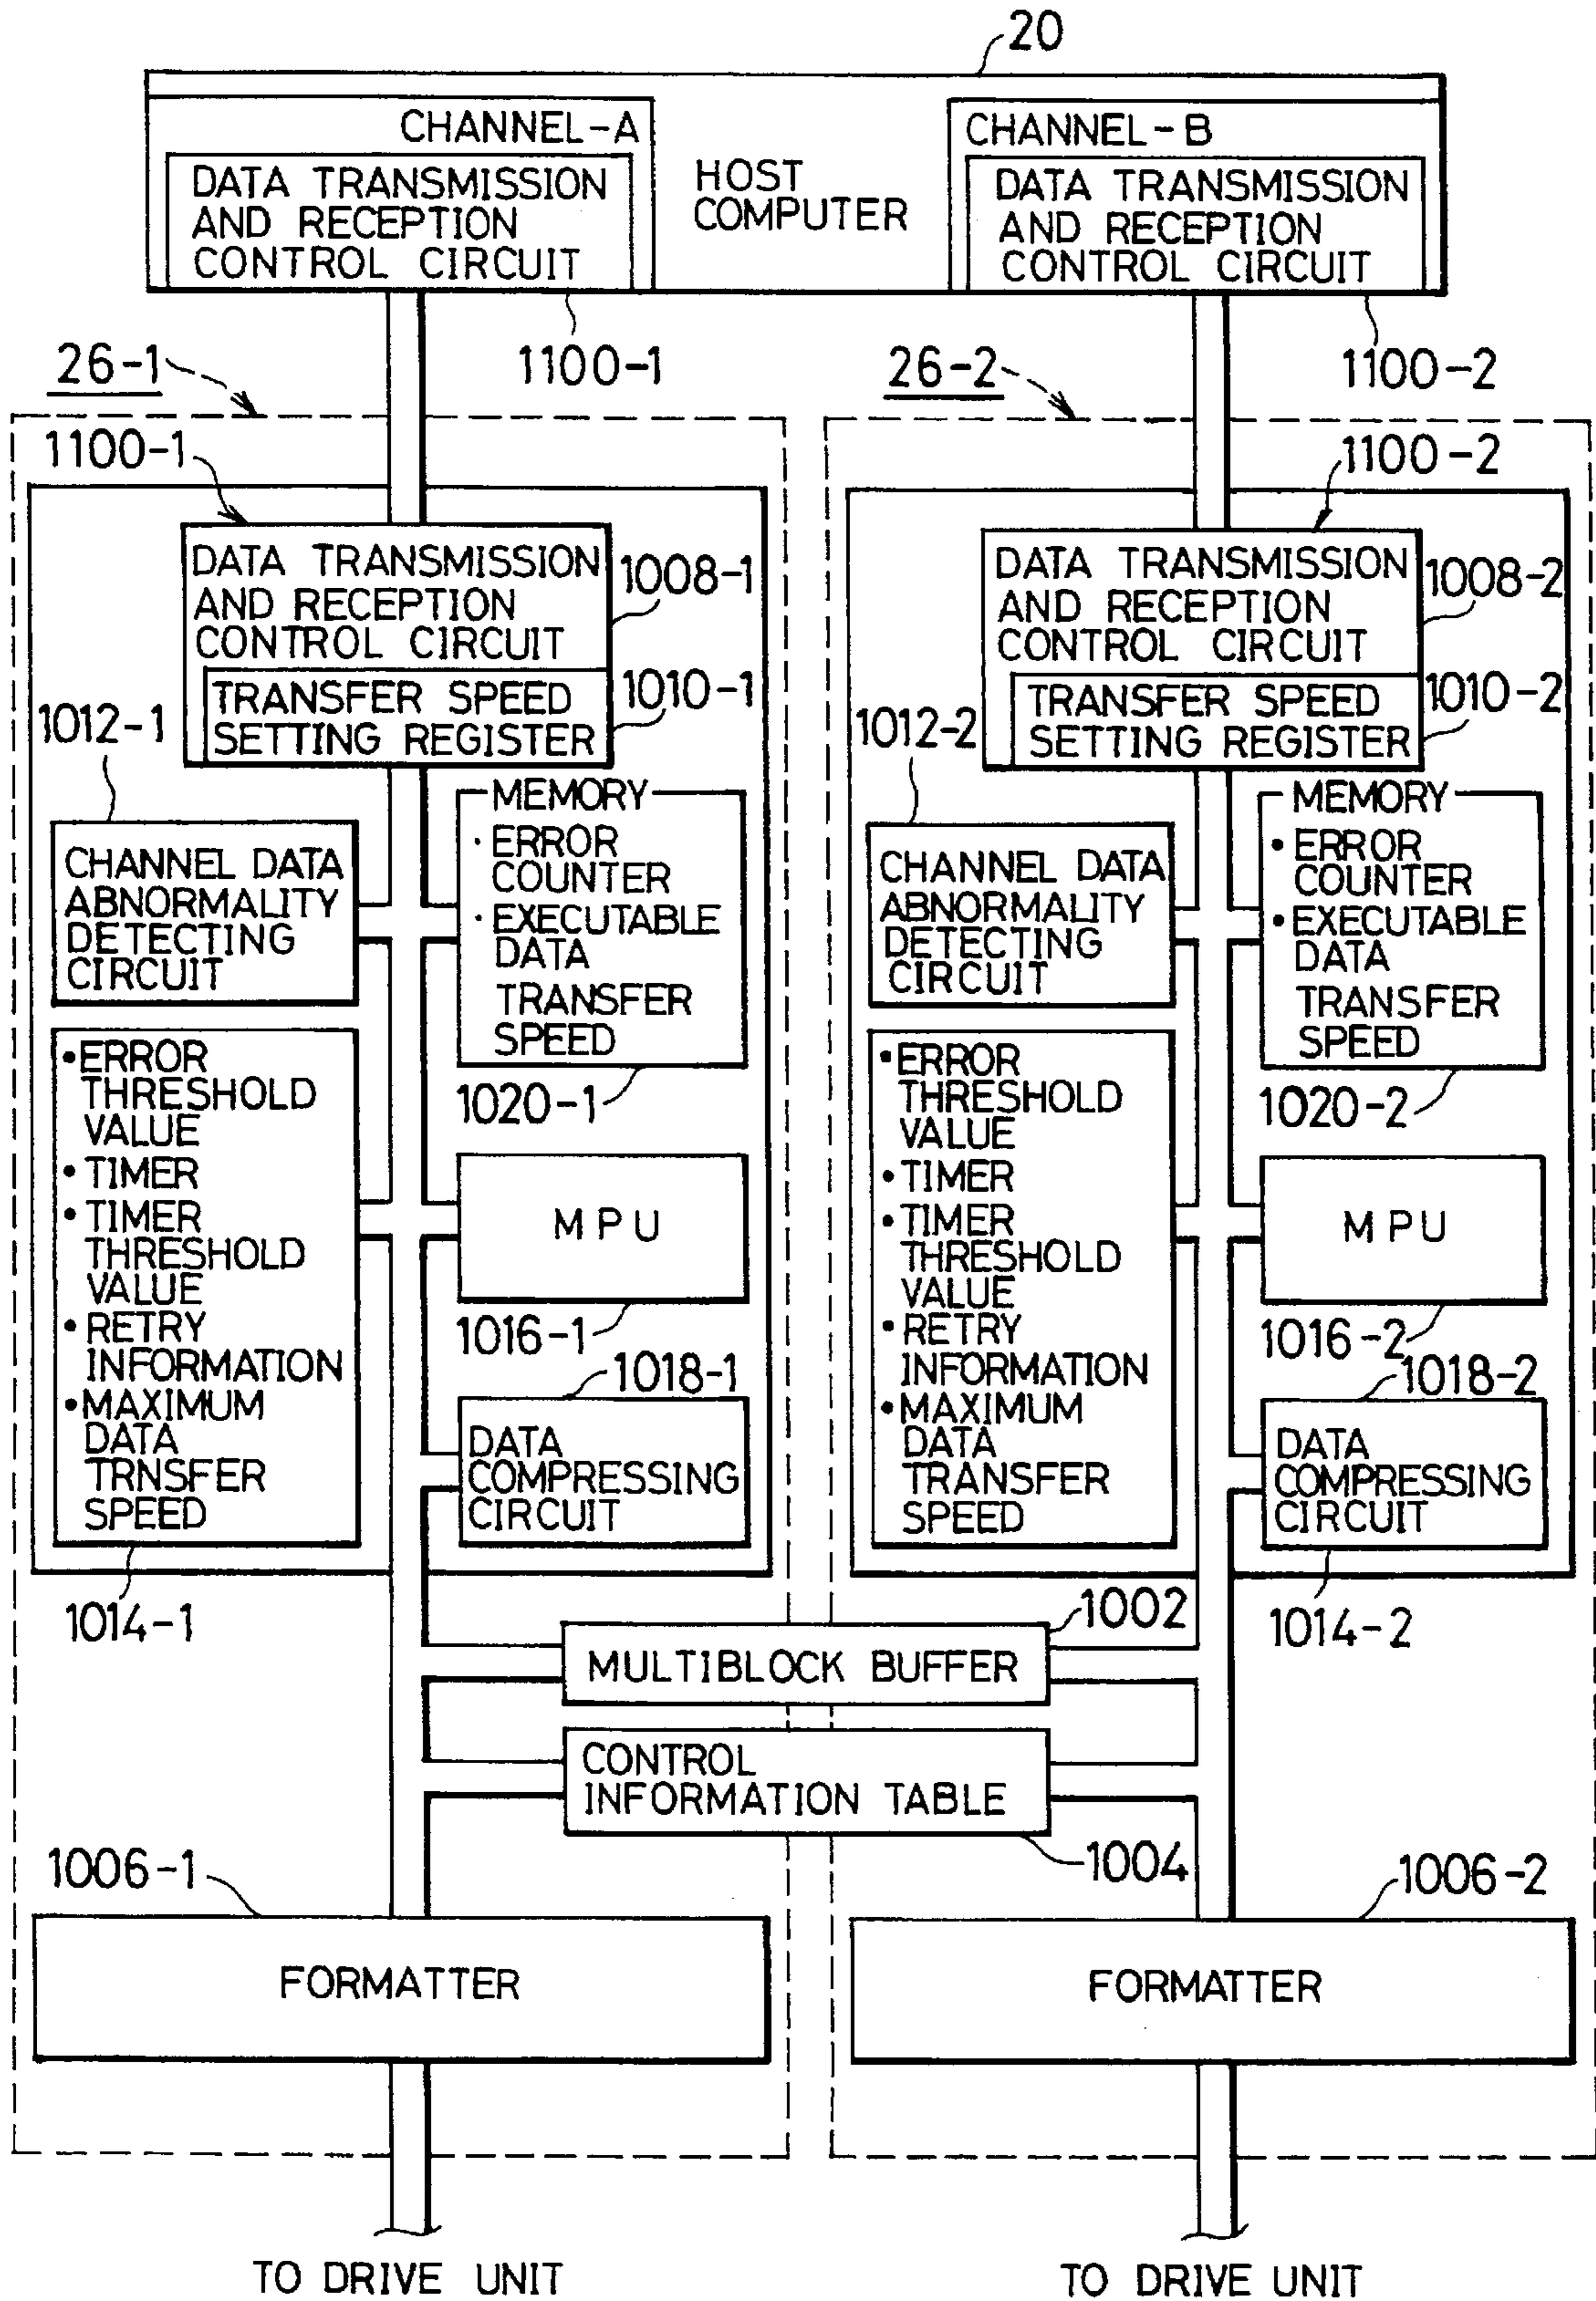 20
CHANNEL-A
DATA TRANSMISSION
AND RECEPTION
CONTROL CIRCUIT
HOST
COMPUTER
CHANNEL-B
DATA TRANSMISSION
AND RECEPTION
CONTROL CIRCUIT
26-1
1100-1
26-2
1100-2
1100-1
DATA TRANSMISSION
AND RECEPTION
CONTROL CIRCUIT
1008-1
TRANSFER SPEED
SETTING REGISTER
1010-1
1012-1
CHANNEL DATA
ABNORMALITY
DETECTING
CIRCUIT
MEMORY
· ERROR
COUNTER
· EXECUTABLE
DATA
TRANSFER
SPEED
1020-1
• ERROR
THRESHOLD
VALUE
• TIMER
• TIMER
THRESHOLD
VALUE
• RETRY
INFORMATION
• MAXIMUM
DATA
TRNSFER
SPEED
MPU
1016-1
1018-1
DATA
COMPRESSING
CIRCUIT
1014-1
1100-2
DATA TRANSMISSION
AND RECEPTION
CONTROL CIRCUIT
1008-2
TRANSFER SPEED
SETTING REGISTER
1010-2
1012-2
CHANNEL DATA
ABNORMALITY
DETECTING
CIRCUIT
MEMORY
• ERROR
COUNTER
• EXECUTABLE
DATA
TRANSFER
SPEED
1020-2
• ERROR
THRESHOLD
VALUE
• TIMER
• TIMER
THRESHOLD
VALUE
• RETRY
INFORMATION
• MAXIMUM
DATA
TRANSFER
SPEED
MPU
1016-2
1018-2
DATA
COMPRESSING
CIRCUIT
1014-2
1002
MULTIBLOCK BUFFER
CONTROL
INFORMATION TABLE
1004
1006-1
FORMATTER
1006-2
FORMATTER
TO DRIVE UNIT
TO DRIVE UNIT